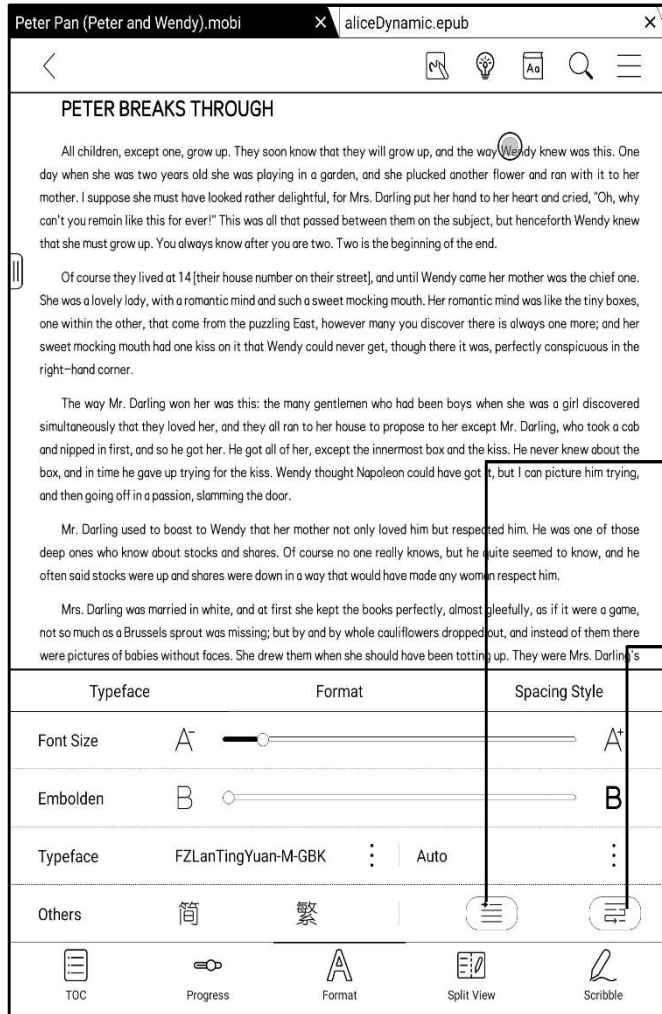 Peter Pan (Peter and Wendy).mobi
aliceDynamic.epub
Aa
PETER BREAKS THROUGH
All children, except one, grow up. They soon know that they will grow up, and the way Wendy knew was this. One
day when she was two years old she was playing in a garden, and she plucked another flower and ran with it to her
mother. I suppose she must have looked rather delightful, for Mrs. Darling put her hand to her heart and cried, "Oh, why
can't you remain like this for ever!" This was all that passed between them on the subject, but henceforth Wendy knew
that she must grow up. You always know after you are two. Two is the beginning of the end.
Of course they lived at 14 [their house number on their street], and until Wendy came her mother was the chief one.
She was a lovely lady, with a romantic mind and such a sweet mocking mouth. Her romantic mind was like the tiny boxes,
one within the other, that come from the puzzling East, however many you discover there is always one more; and her
sweet mocking mouth had one kiss on it that Wendy could never get, though there it was, perfectly conspicuous in the
right-hand corner.
The way Mr. Darling won her was this: the many gentlemen who had been boys when she was a girl discovered
simultaneously that they loved her, and they all ran to her house to propose to her except Mr. Darling, who took a cab
and nipped in first, and so he got her. He got all of her, except the innermost box and the kiss. He never knew about the
box, and in time he gave up trying for the kiss. Wendy thought Napoleon could have got it, but I can picture him trying,
and then going off in a passion, slamming the door.
Mr. Darling used to boast to Wendy that her mother not only loved him but respected him. He was one of those
deep ones who know about stocks and shares. Of course no one really knows, but he quite seemed to know, and he
often said stocks were up and shares were down in a way that would have made any woman respect him.
Mrs. Darling was married in white, and at first she kept the books perfectly, almost gleefully, as if it were a game,
not so much as a Brussels sprout was missing; but by and by whole cauliflowers dropped out, and instead of them there
were pictures of babies without faces. She drew them when she should have been totting up. They were Mrs. Darling's
Typeface Format Spacing Style
Font Size A- A+
Embolden B B
Typeface FZLanTingYuan-M-GBK Auto
Others 简 繁
TOC Progress Format Split View Scribble